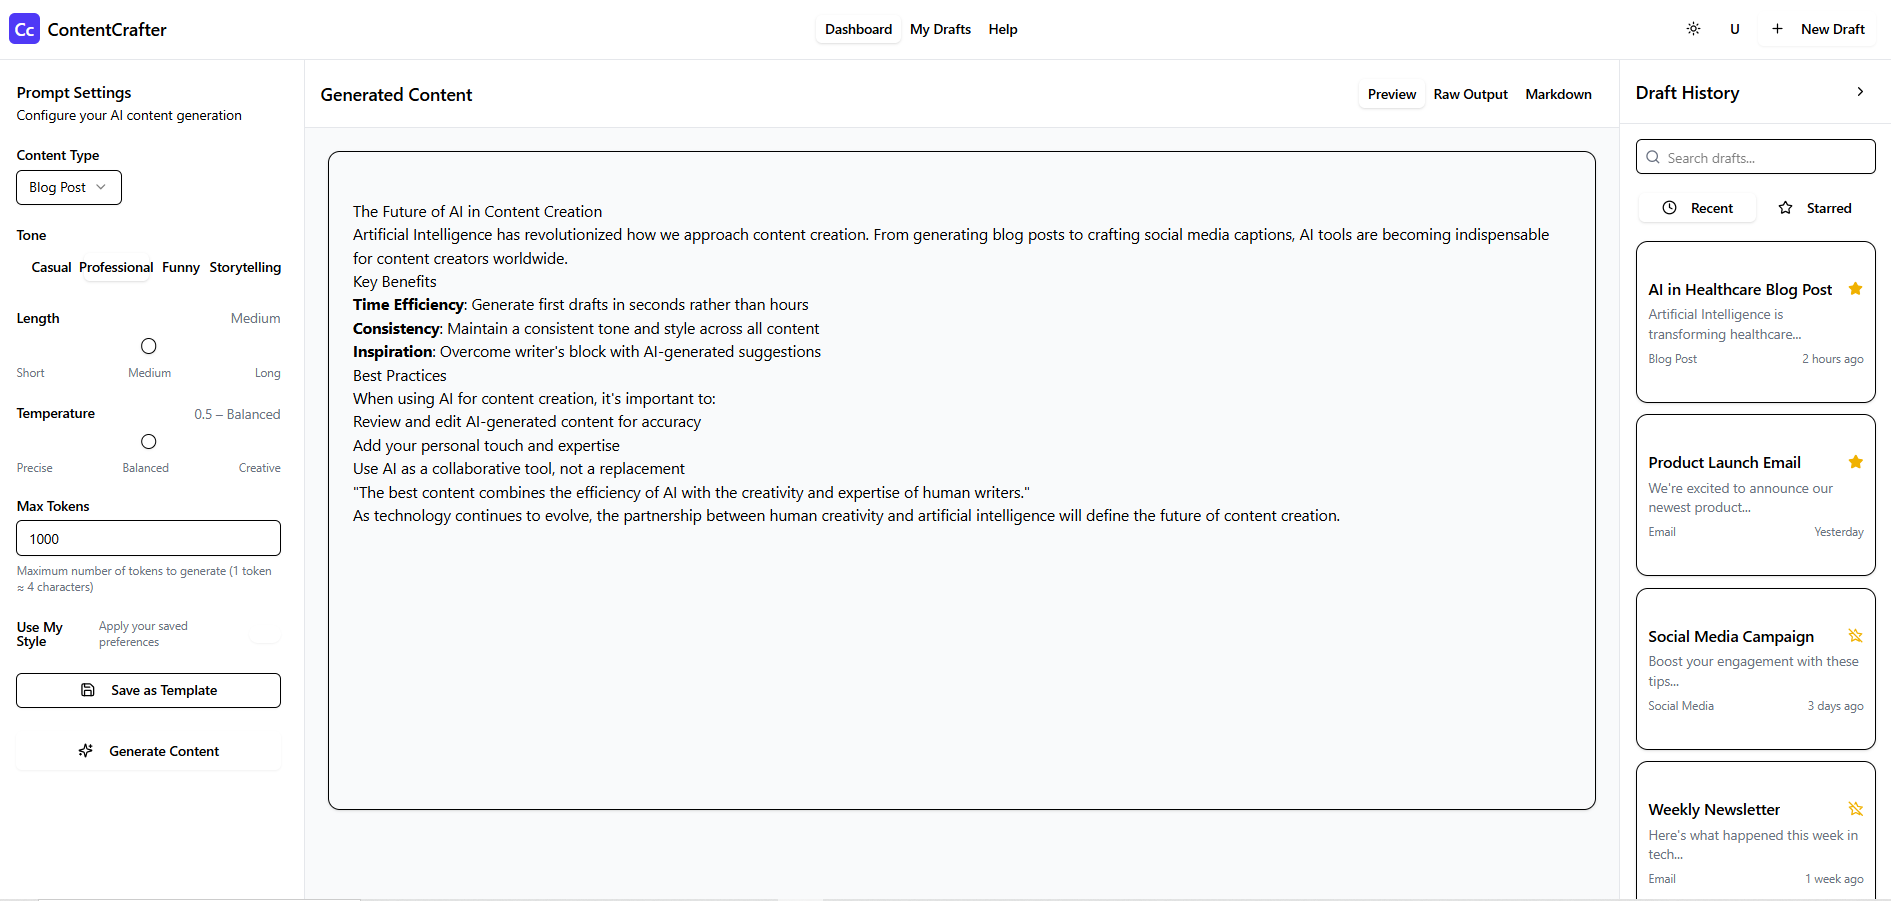 Cc ContentCrafter
Dashboard My Drafts Help
U New Draft
Prompt Settings
Configure your AI content generation
Content Type
Blog Post
Tone
Casual Professional Funny Storytelling
Length Medium
Short Medium Long
Temperature 0.5 – Balanced
Precise Balanced Creative
Max Tokens
1000
Maximum number of tokens to generate (1 token
≈ 4 characters)
Use My
Style
Apply your saved
preferences
Save as Template
Generate Content
Generated Content
Preview Raw Output Markdown
The Future of AI in Content Creation
Artificial Intelligence has revolutionized how we approach content creation. From generating blog posts to crafting social media captions, AI tools are becoming indispensable
for content creators worldwide.
Key Benefits
Time Efficiency: Generate first drafts in seconds rather than hours
Consistency: Maintain a consistent tone and style across all content
Inspiration: Overcome writer's block with AI-generated suggestions
Best Practices
When using AI for content creation, it's important to:
Review and edit AI-generated content for accuracy
Add your personal touch and expertise
Use AI as a collaborative tool, not a replacement
"The best content combines the efficiency of AI with the creativity and expertise of human writers."
As technology continues to evolve, the partnership between human creativity and artificial intelligence will define the future of content creation.
Draft History
Search drafts...
Recent Starred
AI in Healthcare Blog Post
Artificial Intelligence is
transforming healthcare...
Blog Post 2 hours ago
Product Launch Email
We're excited to announce our
newest product...
Email Yesterday
Social Media Campaign
Boost your engagement with these
tips...
Social Media 3 days ago
Weekly Newsletter
Here's what happened this week in
tech...
Email 1 week ago